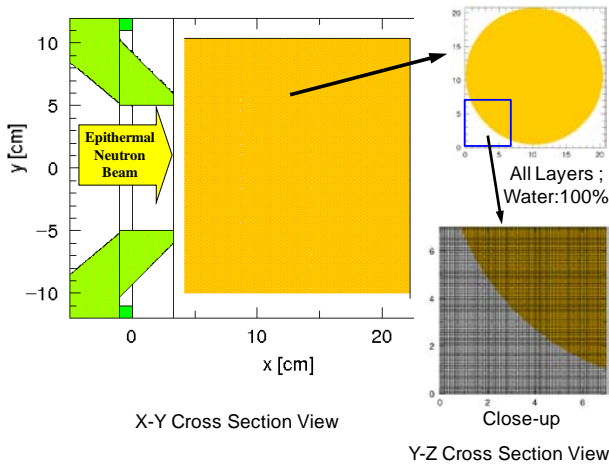 10
5
0
−5
−10
y [cm]
Epithermal
Neutron
Beam
0
10
20
x [cm]
X-Y Cross Section View
20
15
10
5
0
0
5
10
15
20
All Layers ;
Water:100%
6
4
2
0
0
2
4
6
Close-up
Y-Z Cross Section View